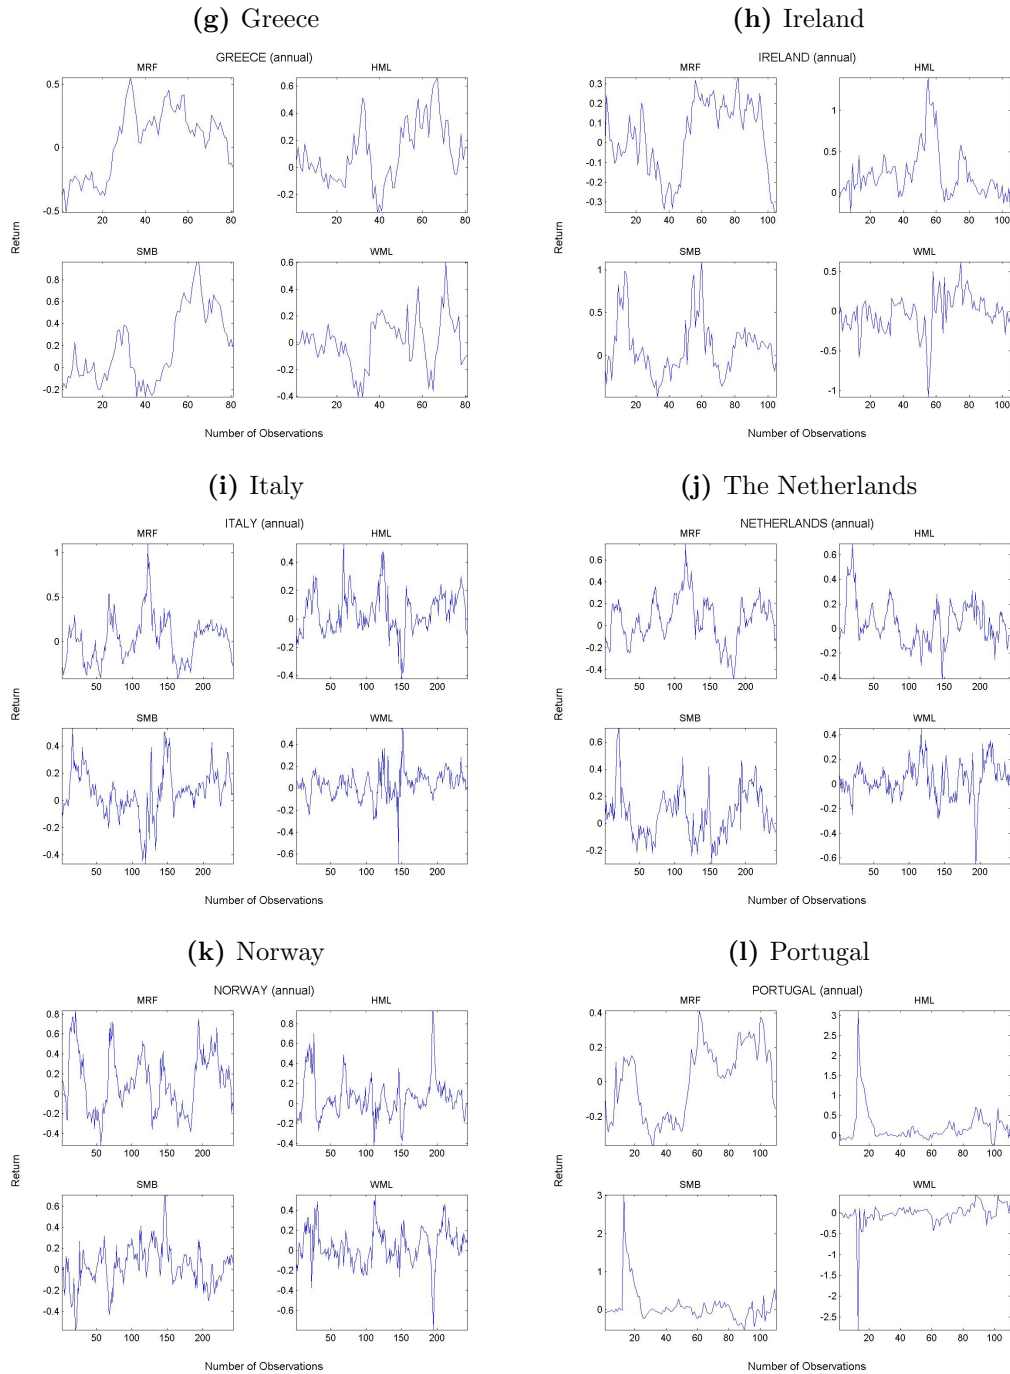 (g) Greece
GREECE (annual)
MRF
HML
0.5
0
-0.5
20 40 60 80
0.6
0.4
0.2
0
-0.2
20 40 60 80
Return
SMB
WML
0.8
0.6
0.4
0.2
0
-0.2
20 40 60 80
0.6
0.4
0.2
0
-0.2
-0.4
20 40 60 80
Number of Observations
(h) Ireland
IRELAND (annual)
MRF
HML
0.3
0.2
0.1
0
-0.1
-0.2
-0.3
20 40 60 80 100
1
0.5
0
20 40 60 80 100
Return
SMB
WML
1
0.5
0
20 40 60 80 100
0.5
0
-0.5
-1
20 40 60 80 100
Number of Observations
(i) Italy
ITALY (annual)
MRF
HML
1
0.5
0
50 100 150 200
0.4
0.2
0
-0.2
-0.4
50 100 150 200
Return
SMB
WML
0.4
0.2
0
-0.2
-0.4
50 100 150 200
0.4
0.2
0
-0.2
-0.4
-0.6
50 100 150 200
Number of Observations
(j) The Netherlands
NETHERLANDS (annual)
MRF
HML
0.6
0.4
0.2
0
-0.2
-0.4
50 100 150 200
0.6
0.4
0.2
0
-0.2
-0.4
50 100 150 200
Return
SMB
WML
0.6
0.4
0.2
0
-0.2
50 100 150 200
0.4
0.2
0
-0.2
-0.4
-0.6
50 100 150 200
Number of Observations
(k) Norway
NORWAY (annual)
MRF
HML
0.8
0.6
0.4
0.2
0
-0.2
-0.4
50 100 150 200
0.8
0.6
0.4
0.2
0
-0.2
-0.4
50 100 150 200
Return
SMB
WML
0.6
0.4
0.2
0
-0.2
-0.4
50 100 150 200
0.4
0.2
0
-0.2
-0.4
-0.6
50 100 150 200
Number of Observations
(l) Portugal
PORTUGAL (annual)
MRF
HML
0.4
0.2
0
-0.2
20 40 60 80 100
3
2.5
2
1.5
1
0.5
0
20 40 60 80 100
Return
SMB
WML
3
2
1
0
20 40 60 80 100
0
-0.5
-1
-1.5
-2
-2.5
20 40 60 80 100
Number of Observations